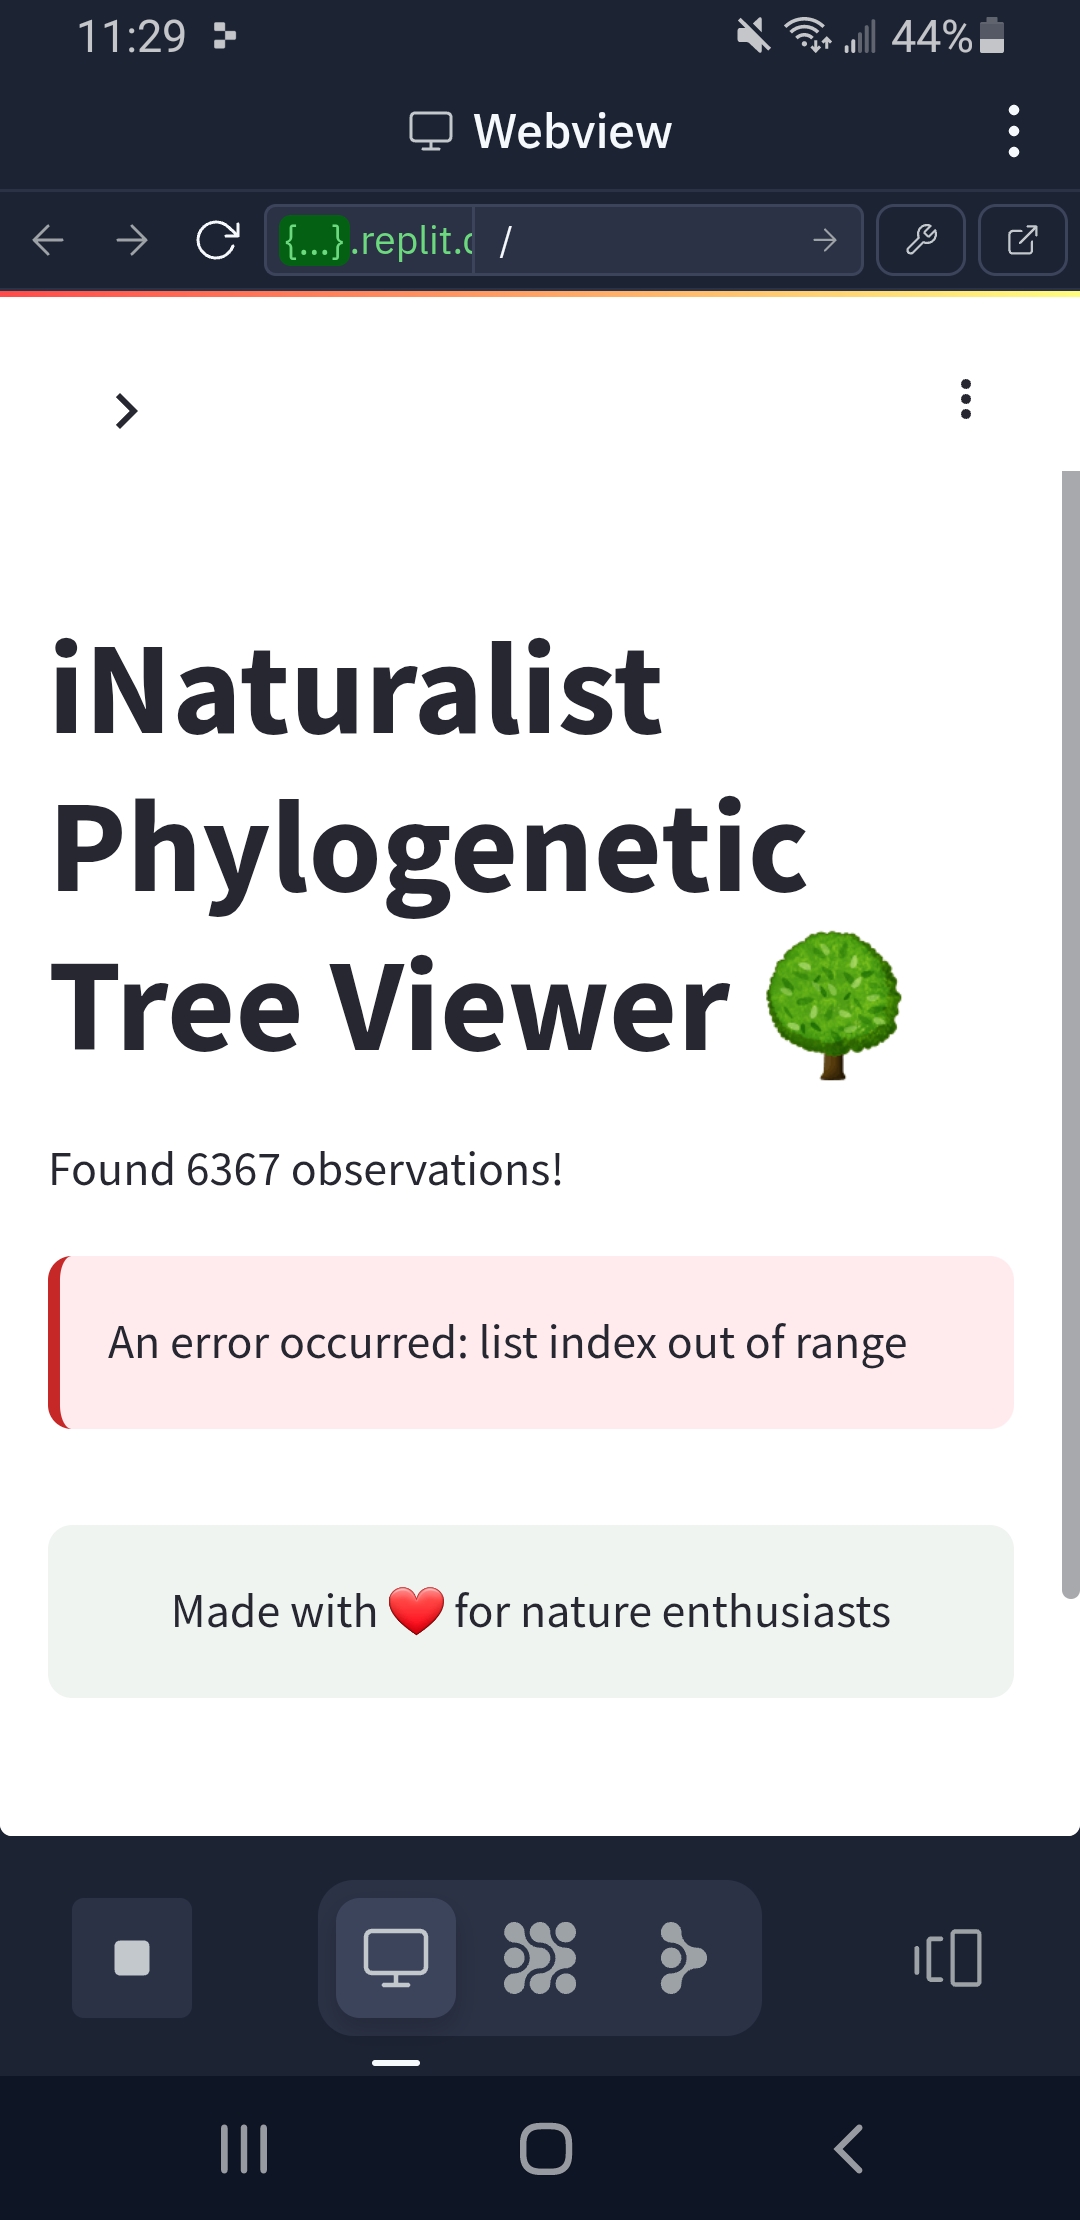 11:29
44%
Webview
{...}.replit.
/
iNaturalist
Phylogenetic
Tree Viewer
Found 6367 observations!
An error occurred: list index out of range
Made with ❤️ for nature enthusiasts